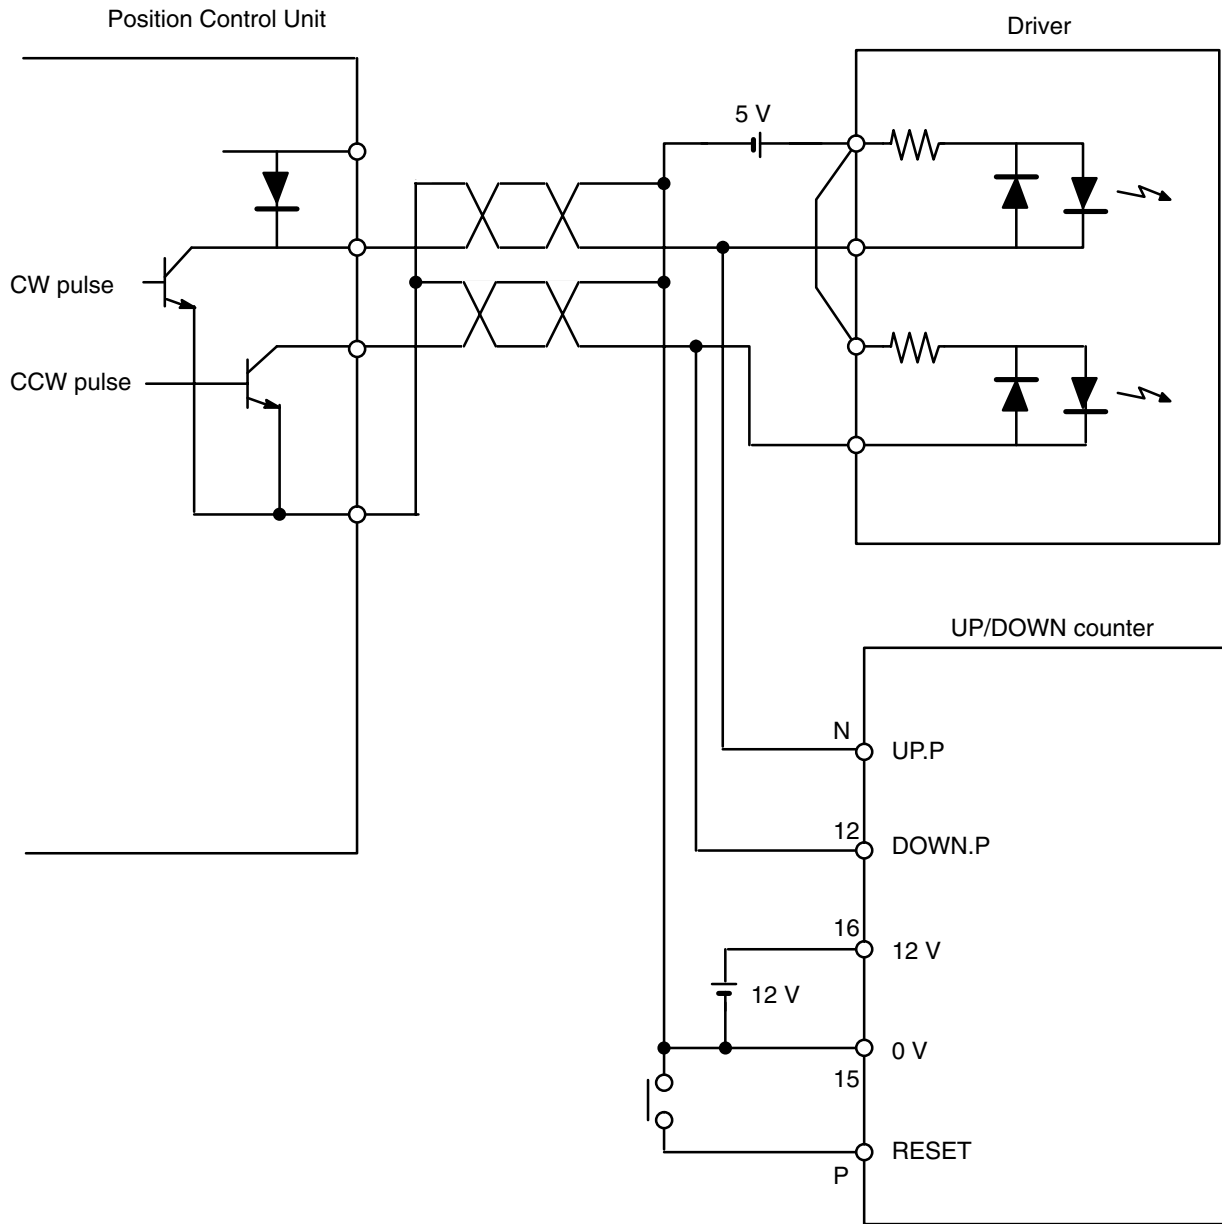 Position Control Unit
Driver
5 V
CW pulse
CCW pulse
UP/DOWN counter
N
UP.P
12
DOWN.P
16
12 V
12 V
0 V
15
RESET
P